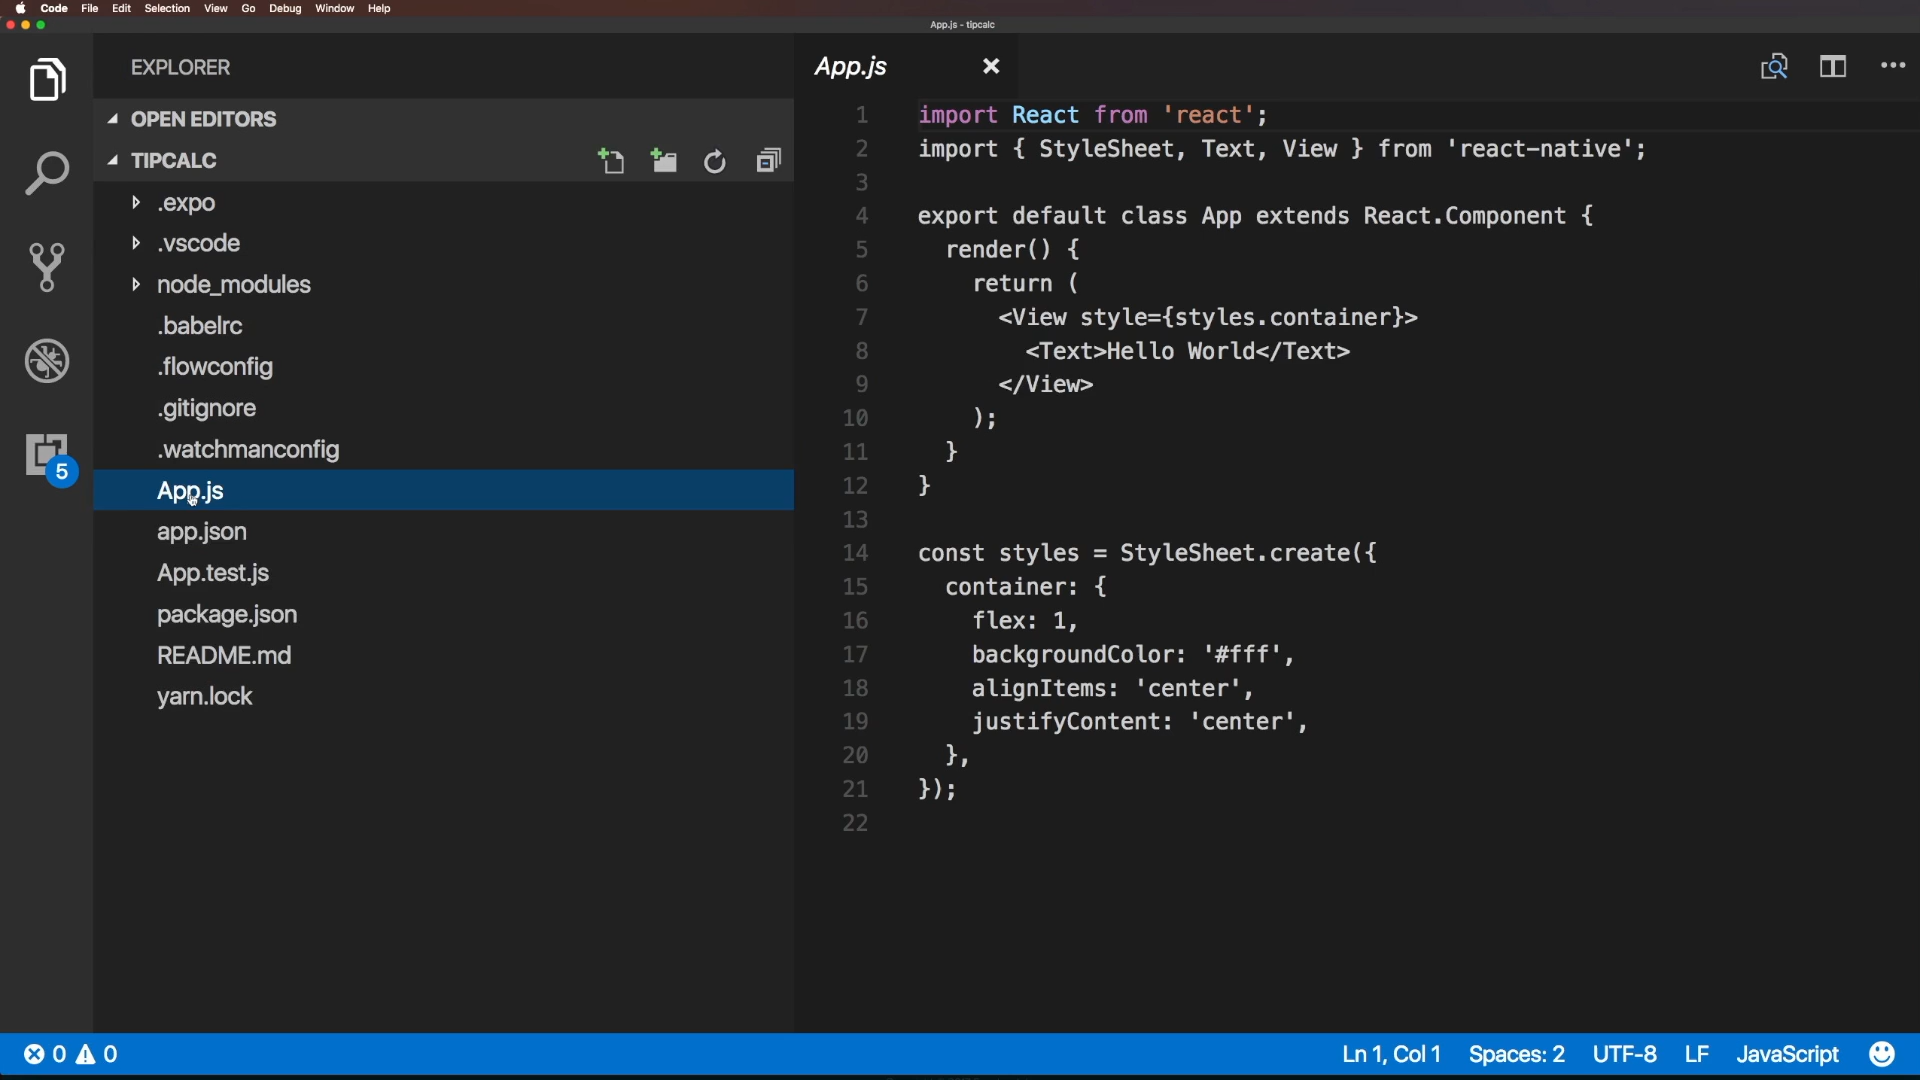 Code File Edit Selection View Go Debug Window Help
App.js - tipcalc
EXPLORER
OPEN EDITORS
TIPCALC
.expo
.vscode
node_modules
.babelrc
.flowconfig
.gitignore
.watchmanconfig
App.js
app.json
App.test.js
package.json
README.md
yarn.lock
5
App.js
1 import React from 'react';
2 import { StyleSheet, Text, View } from 'react-native';
3
4 export default class App extends React.Component {
5 render() {
6 return (
7 <View style={styles.container}>
8 <Text>Hello World</Text>
9 </View>
10 );
11 }
12 }
13
14 const styles = StyleSheet.create({
15 container: {
16 flex: 1,
17 backgroundColor: '#fff',
18 alignItems: 'center',
19 justifyContent: 'center',
20 },
21 });
22
0 0 Ln 1, Col 1 Spaces: 2 UTF-8 LF JavaScript